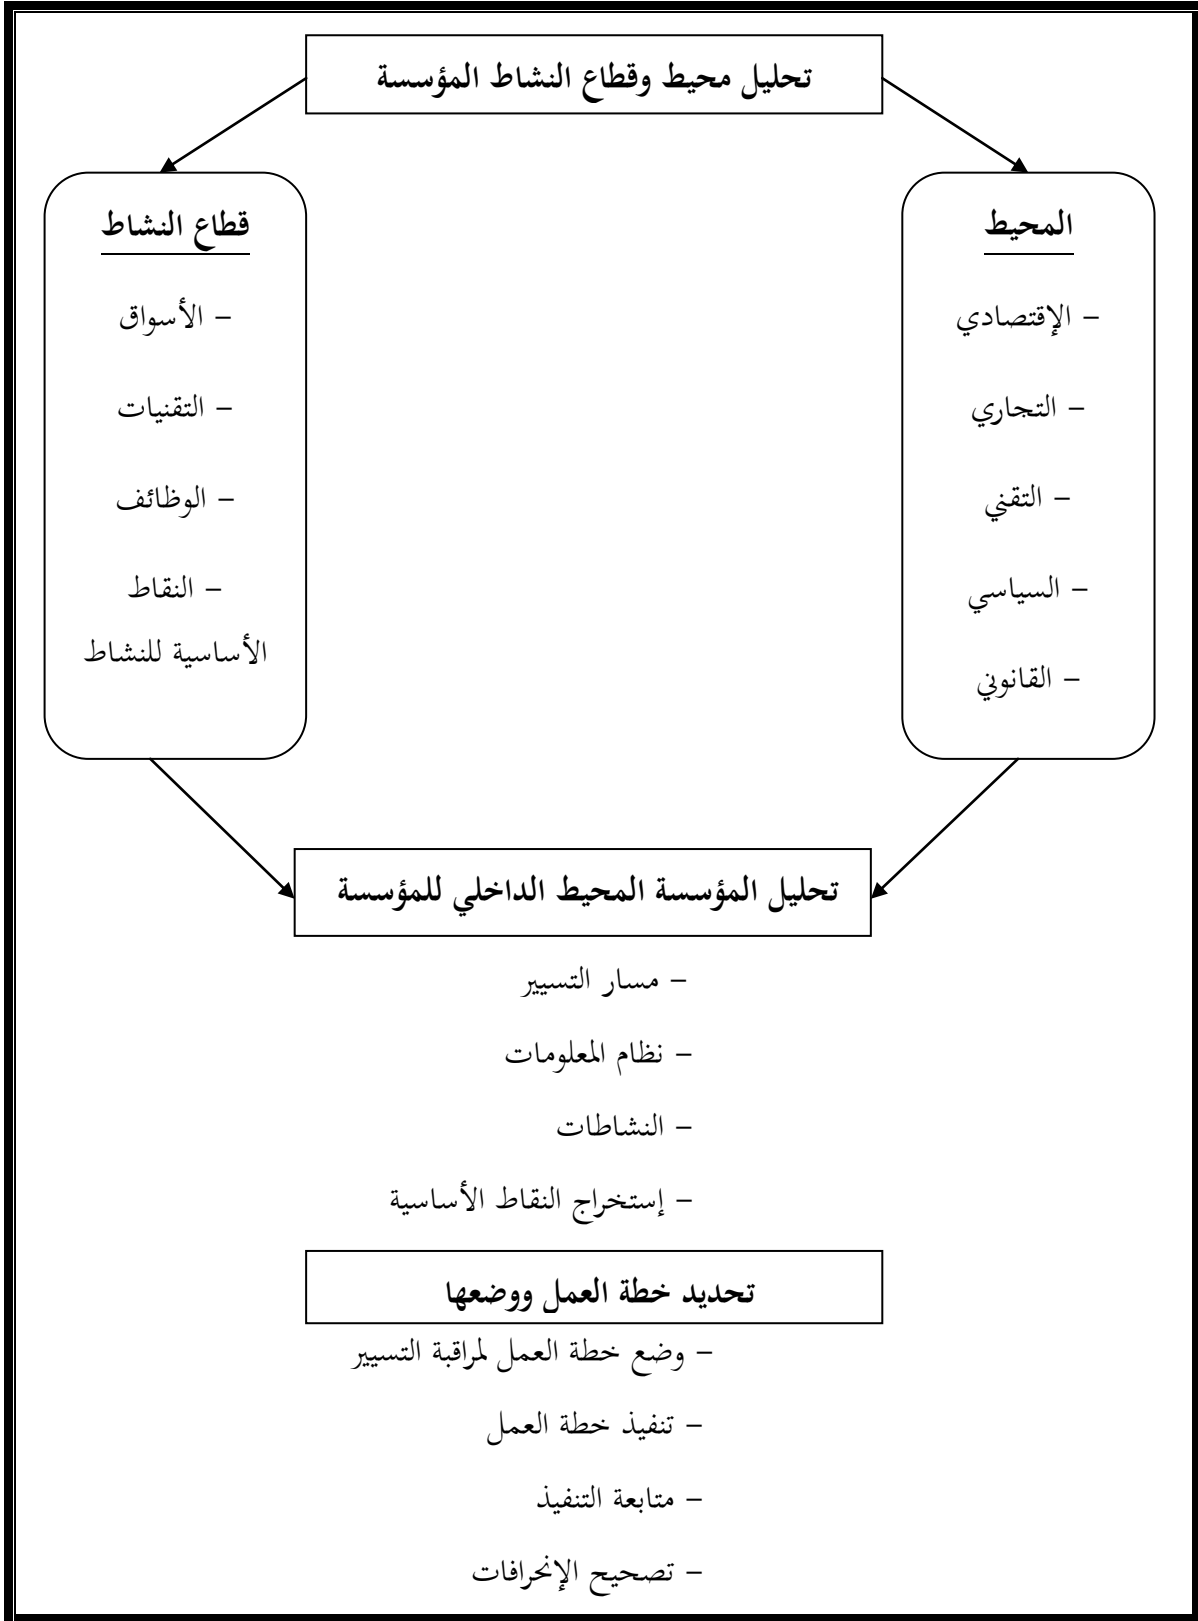 تحليل محيط وقطاع النشاط المؤسسة
المحيط
– الإقتصادي
– التجاري
– التقني
– السياسي
– القانوني
قطاع النشاط
– الأسواق
– التقنيات
– الوظائف
– النقاط
الأساسية للنشاط
تحليل المؤسسة المحيط الداخلي للمؤسسة
– مسار التسيير
– نظام المعلومات
– النشاطات
– إستخراج النقاط الأساسية
تحديد خطة العمل ووضعها
– وضع خطة العمل لمراقبة التسيير
– تنفيذ خطة العمل
– متابعة التنفيذ
– تصحيح الإنحرافات